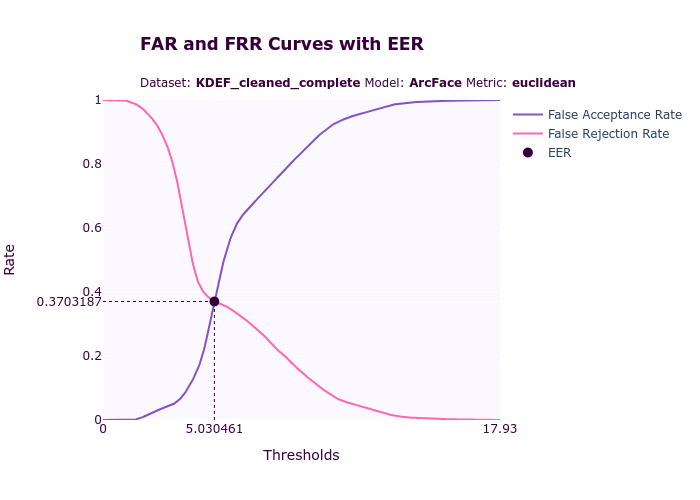 FAR and FRR Curves with EER
Dataset: KDEF_cleaned_complete Model: ArcFace Metric: euclidean
False Acceptance Rate
False Rejection Rate
EER
Rate
1
0.8
0.6
0.4
0.3703187
0.2
0
0
5.030461
17.93
Thresholds